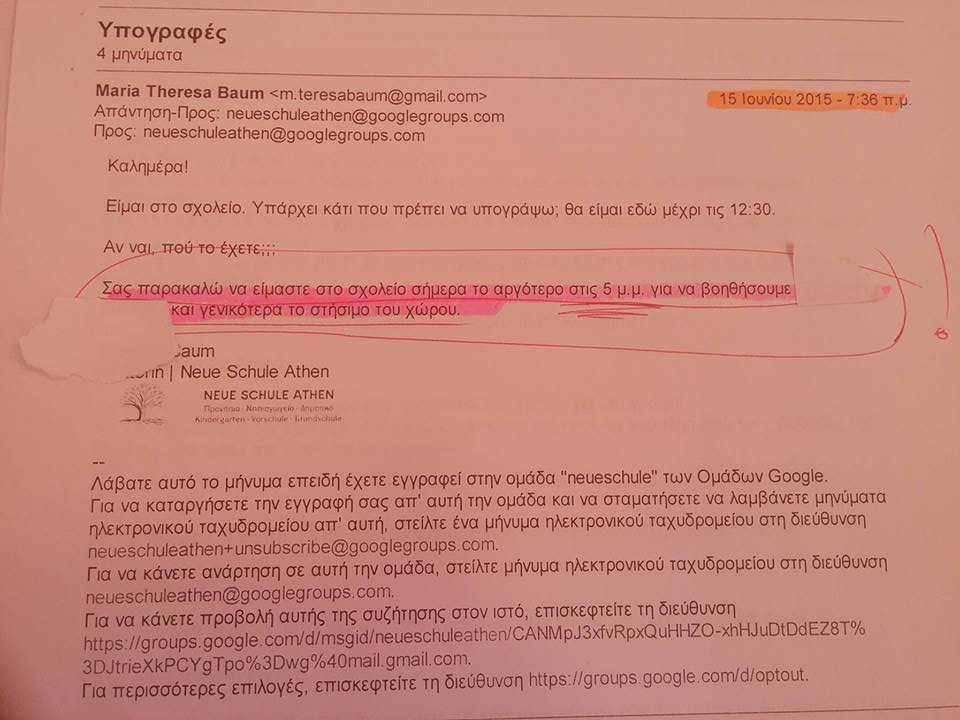 Υπογραφές
4 μηνύματα
Maria Theresa Baum <m.teresabaum@gmail.com>
15 Ιουνίου 2015 - 7:36 π.μ.
Απάντηση-Προς: neueschuleathen@googlegroups.com
Προς: neueschuleathen@googlegroups.com
Καλημέρα!
Είμαι στο σχολείο. Υπάρχει κάτι που πρέπει να υπογράψω; θα είμαι εδώ μέχρι τις 12:30.
Αν ναι, πού το έχετε;;;
Σας παρακαλώ να είμαστε στο σχολείο σήμερα το αργότερο στις 5 μ.μ. για να βοηθήσουμε
και γενικότερα το στήσιμο του χώρου.
Baum
| Neue Schule Athen
NEUE SCHULE ATHEN
Προνήπιο - Νηπιαγωγείο - Δημοτικό
Kindergarten - Vorschule - Grundschule
--
Λάβατε αυτό το μήνυμα επειδή έχετε εγγραφεί στην ομάδα "neueschule" των Ομάδων Google.
Για να καταργήσετε την εγγραφή σας απ' αυτή την ομάδα και να σταματήσετε να λαμβάνετε μηνύματα
ηλεκτρονικού ταχυδρομείου απ' αυτή, στείλτε ένα μήνυμα ηλεκτρονικού ταχυδρομείου στη διεύθυνση
neueschuleathen+unsubscribe@googlegroups.com.
Για να κάνετε ανάρτηση σε αυτή την ομάδα, στείλτε μήνυμα ηλεκτρονικού ταχυδρομείου στη διεύθυνση
neueschuleathen@googlegroups.com.
Για να κάνετε προβολή αυτής της συζήτησης στον ιστό, επισκεφτείτε τη διεύθυνση
https://groups.google.com/d/msgid/neueschuleathen/CANMpJ3xfvRpxQuHHZO-xhHJuDtDdEZ8T%
3DJtrieXkPCYgTpo%3Dwg%40mail.gmail.com.
Για περισσότερες επιλογές, επισκεφτείτε τη διεύθυνση https://groups.google.com/d/optout.